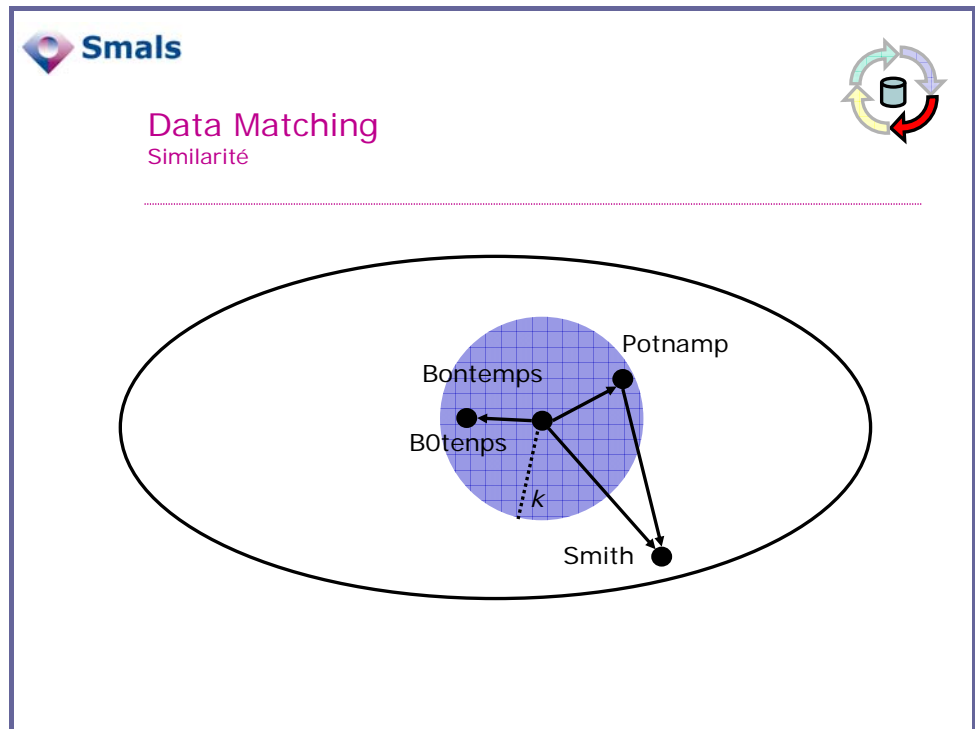 Smals
Data Matching
Similarité
Potnamp
Bontemps
B0tenps
k
Smith